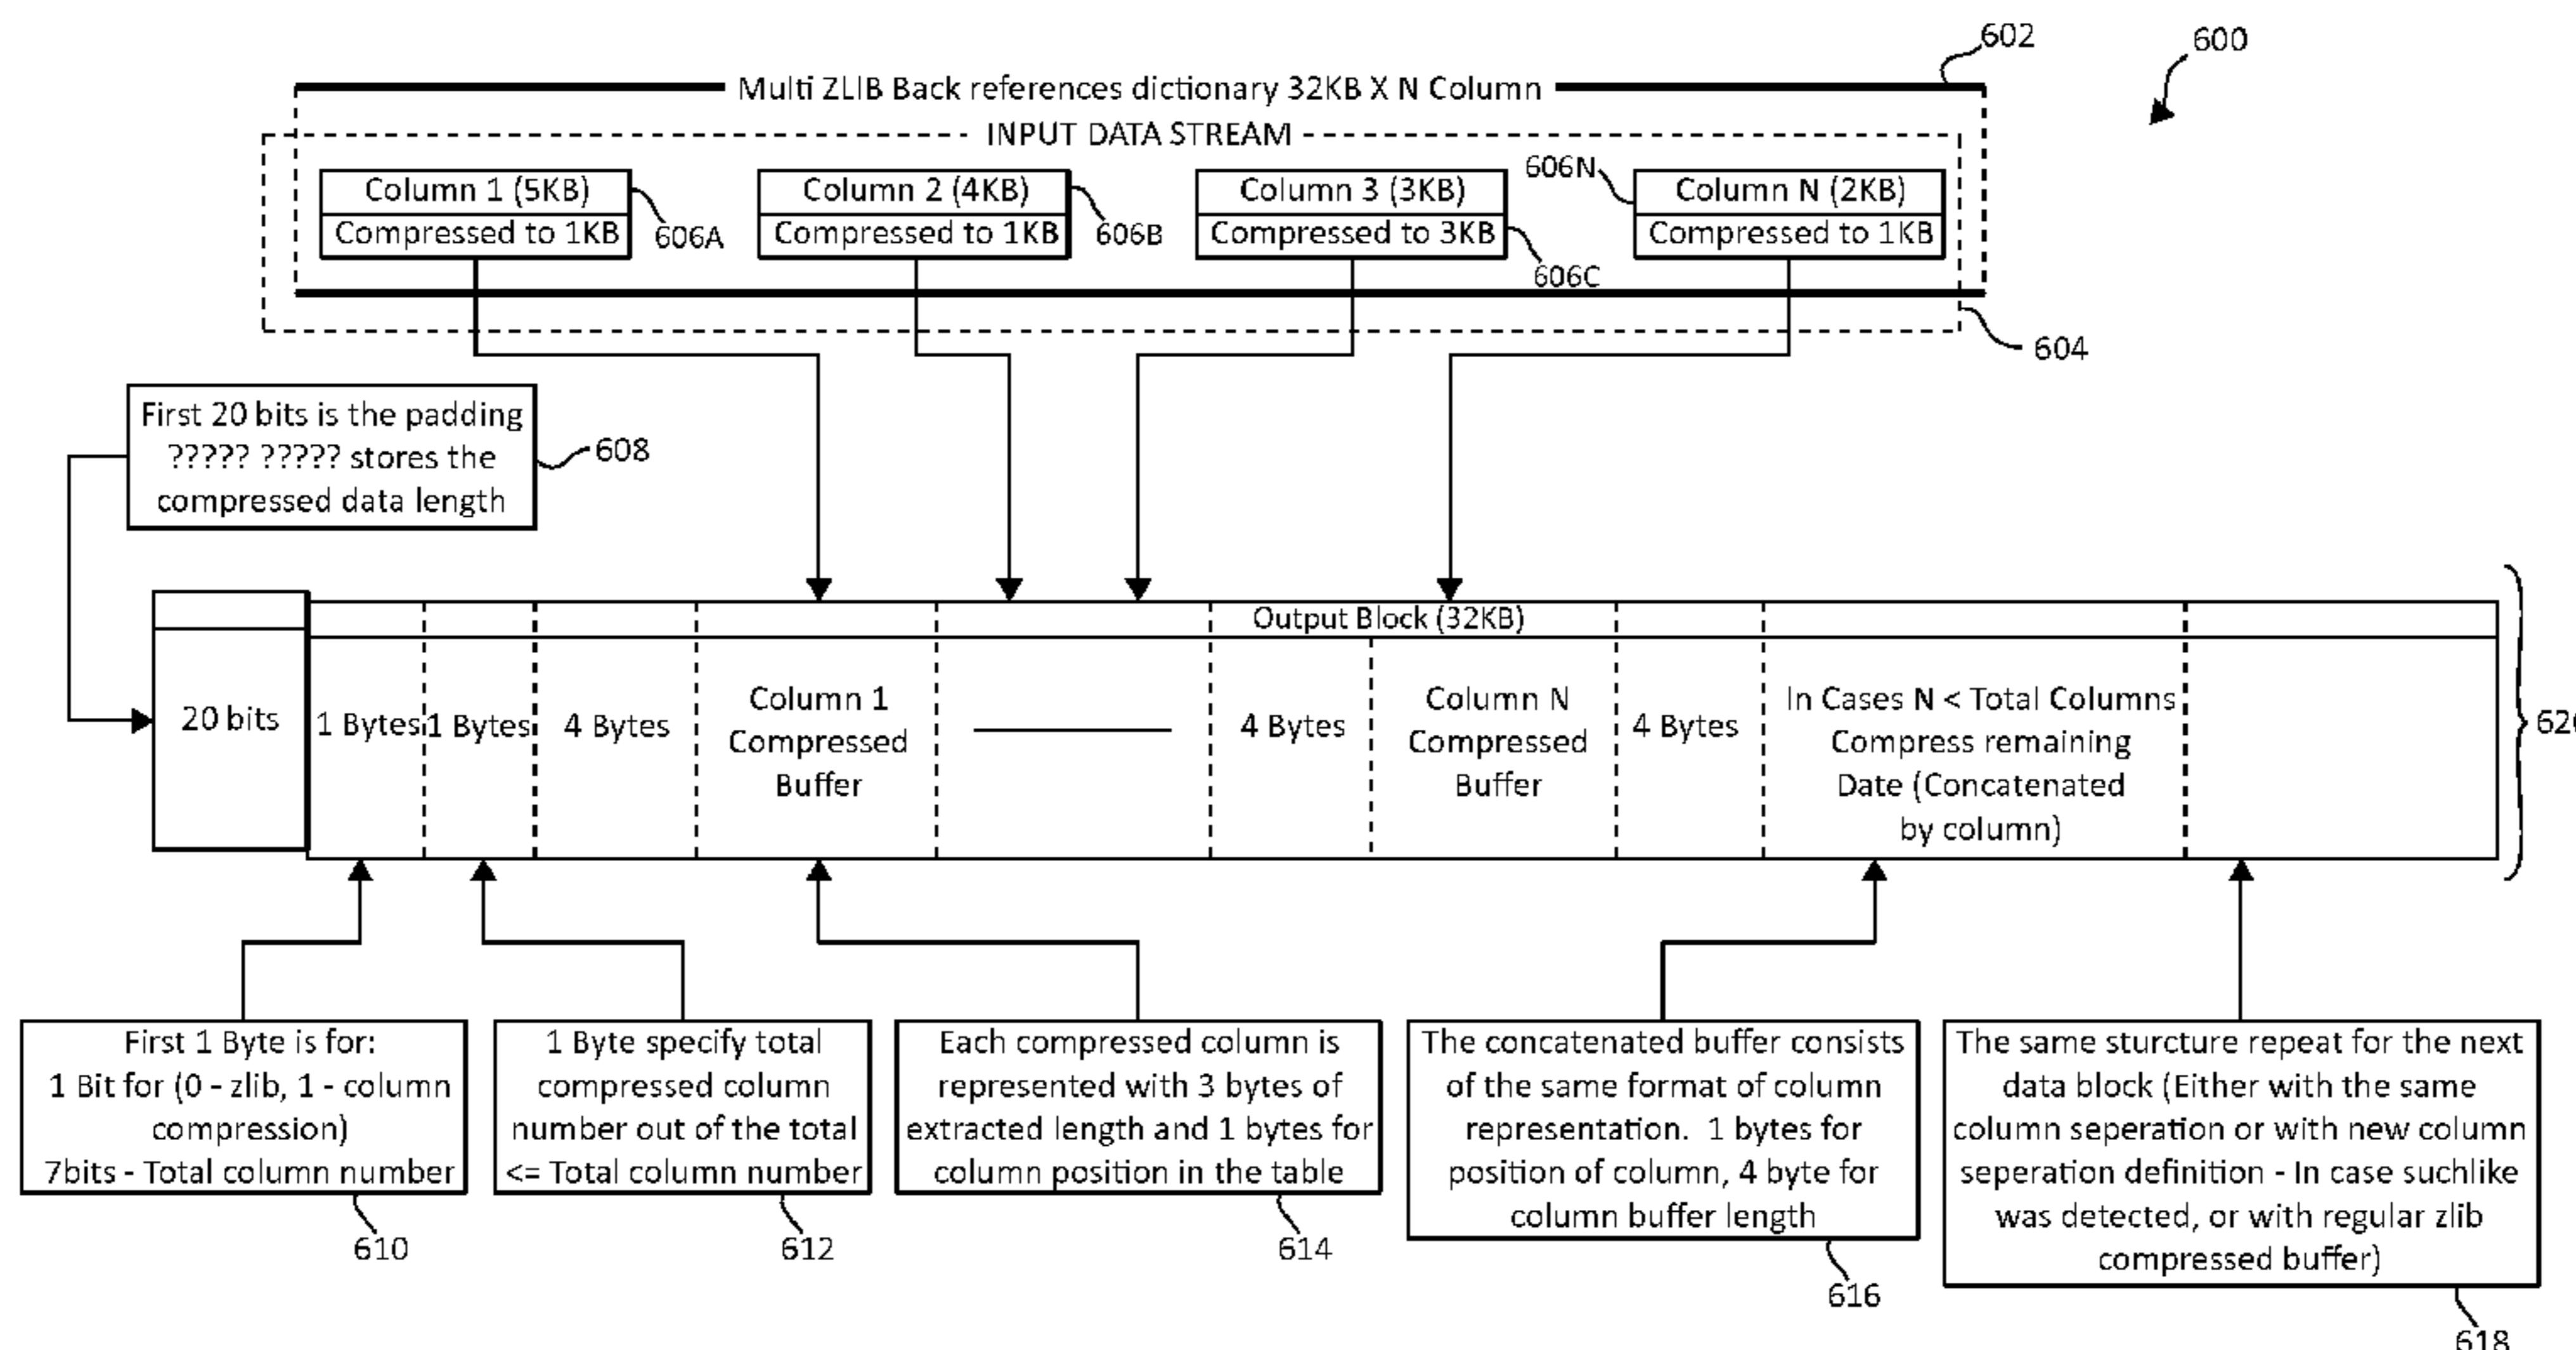 602
600
Multi ZLIB Back references dictionary 32KB X N Column
INPUT DATA STREAM
Column 1 (5KB)
Compressed to 1KB
606A
Column 2 (4KB)
Compressed to 1KB
606B
Column 3 (3KB)
Compressed to 3KB
606C
606N
Column N (2KB)
Compressed to 1KB
604
First 20 bits is the padding
????? ????? stores the
compressed data length
608
Output Block (32KB)
20 bits
1 Bytes
1 Bytes
4 Bytes
Column 1
Compressed
Buffer
4 Bytes
Column N
Compressed
Buffer
4 Bytes
In Cases N < Total Columns
Compress remaining
Date (Concatenated
by column)
First 1 Byte is for:
1 Bit for (0 - zlib, 1 - column
compression)
7bits - Total column number
610
1 Byte specify total
compressed column
number out of the total
<= Total column number
612
Each compressed column is
represented with 3 bytes of
extracted length and 1 bytes for
column position in the table
614
The concatenated buffer consists
of the same format of column
representation. 1 bytes for
position of column, 4 byte for
column buffer length
616
The same sturcture repeat for the next
data block (Either with the same
column seperation or with new column
seperation definition - In case suchlike
was detected, or with regular zlib
compressed buffer)
618